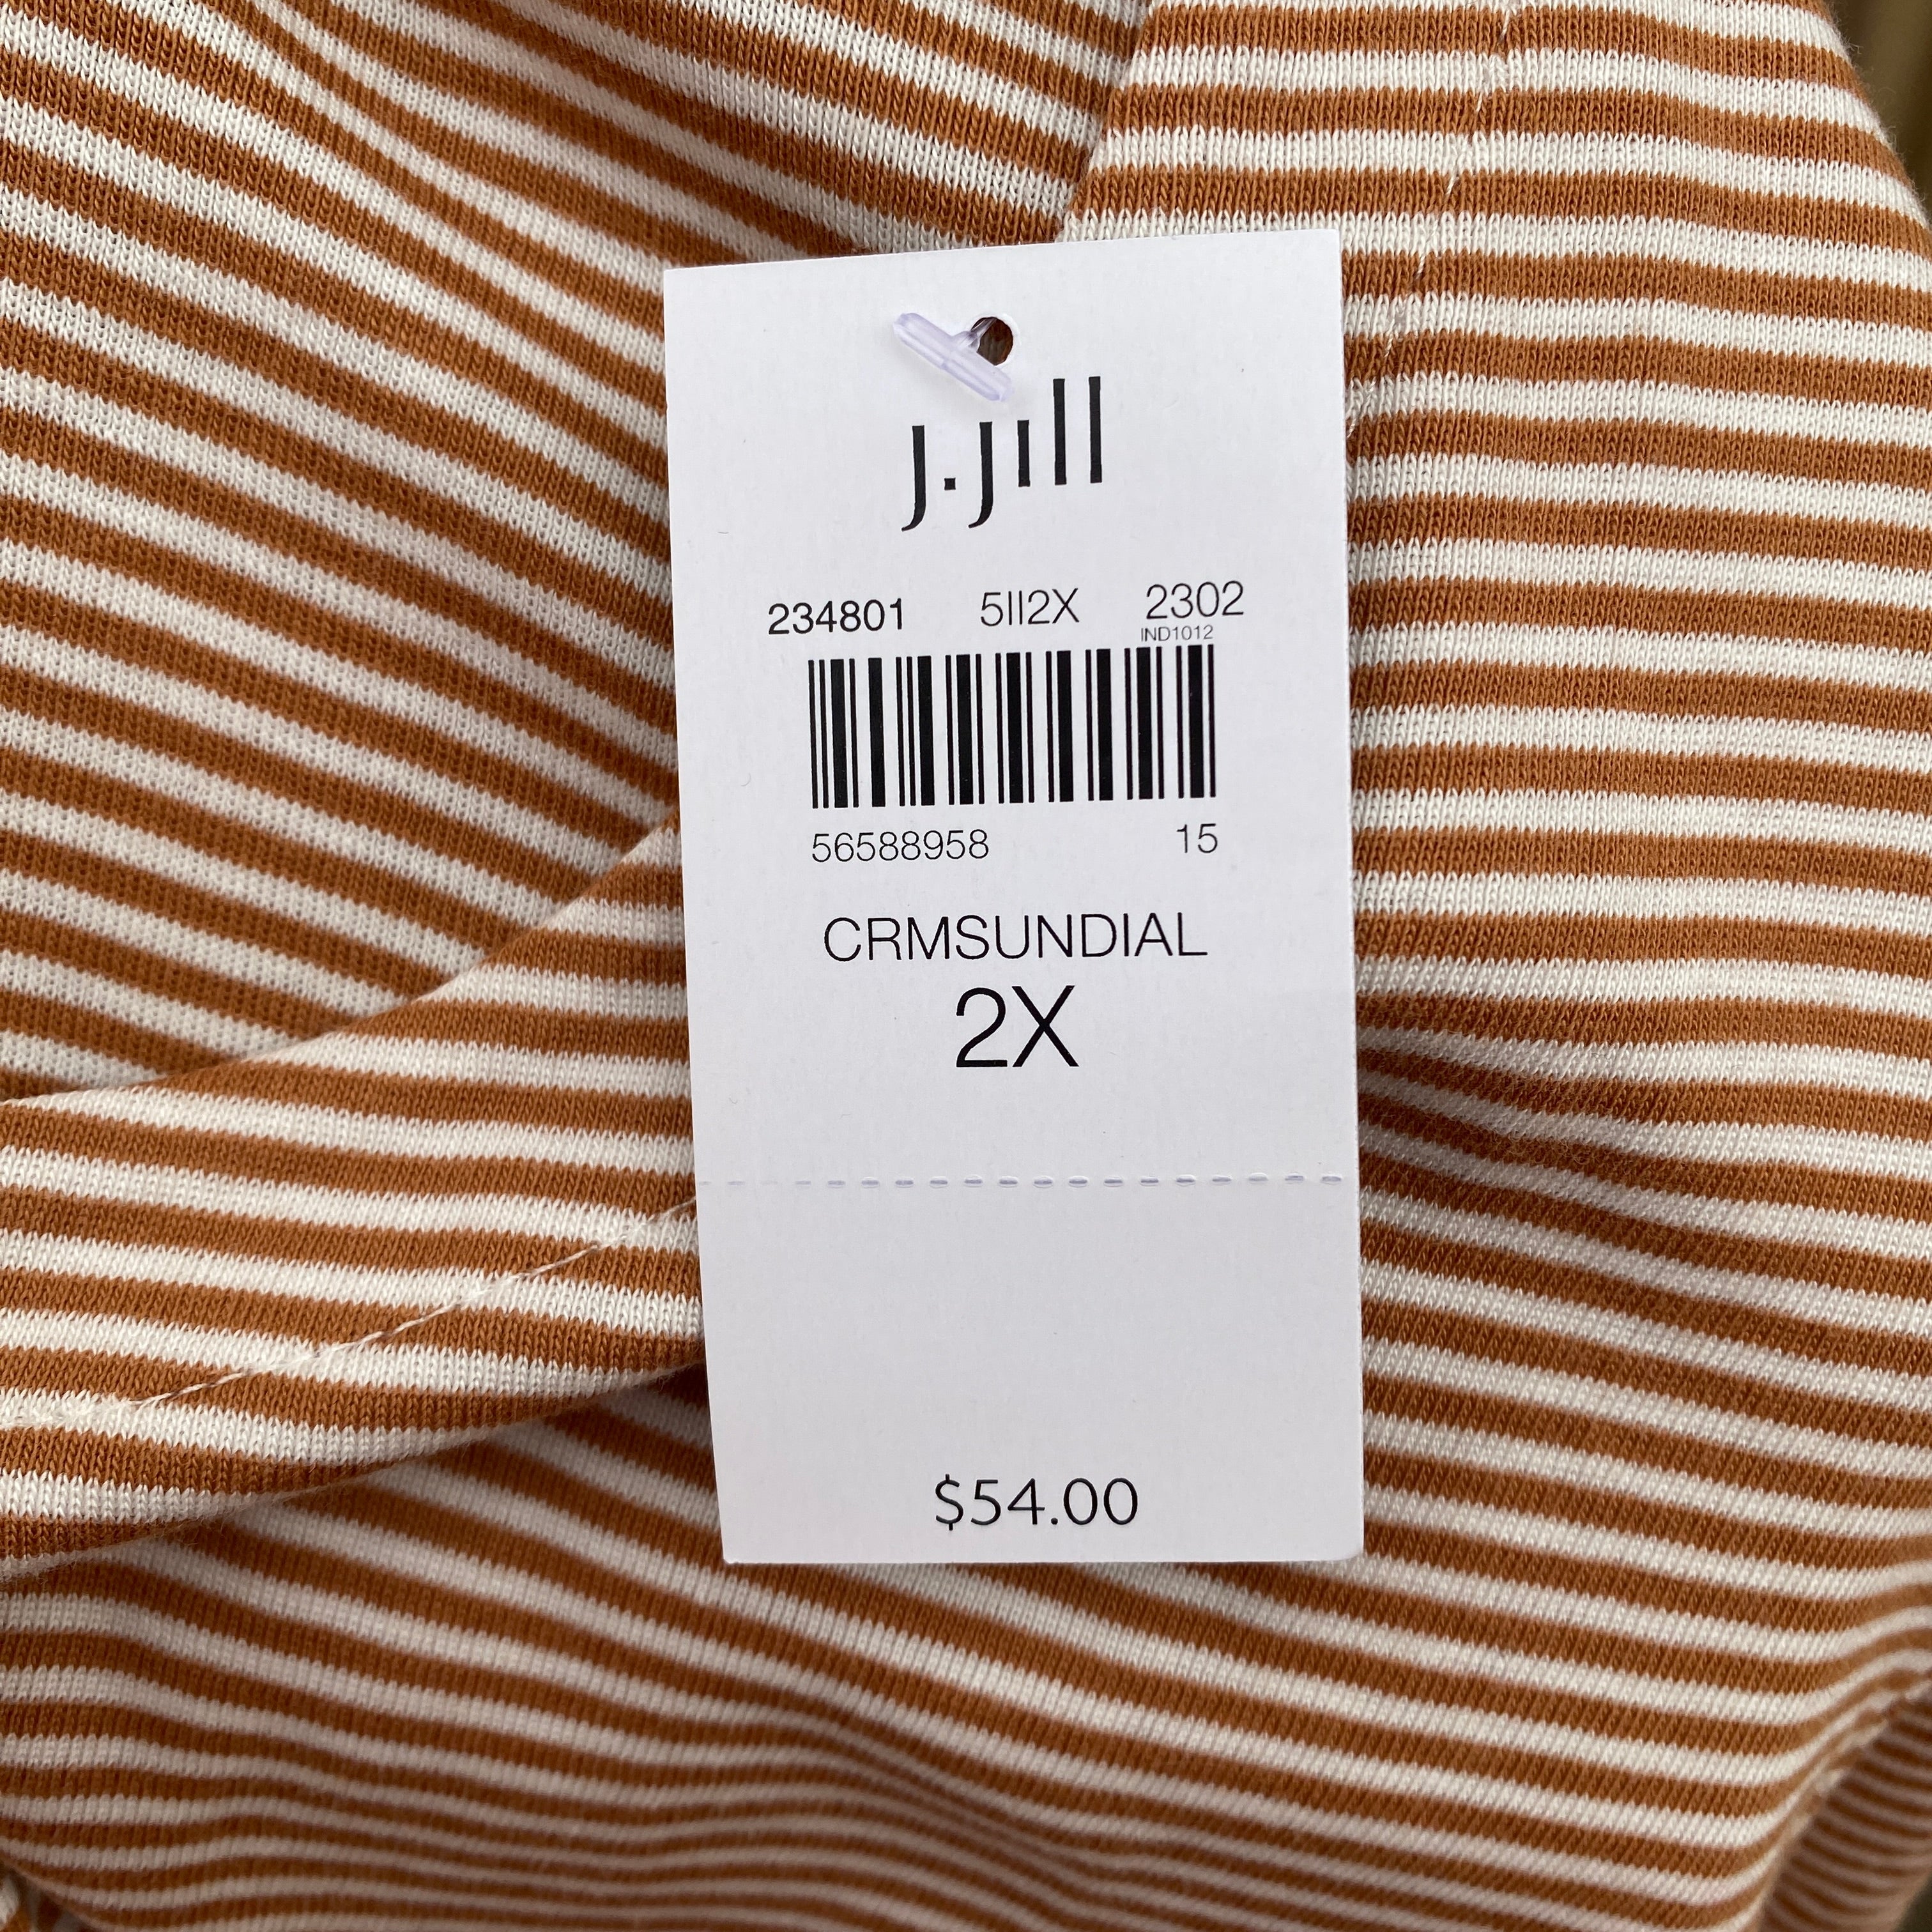 J.Jill
234801 5II2X 2302
IND1012
56588958 15
CRMSUNDIAL
2X
$54.00